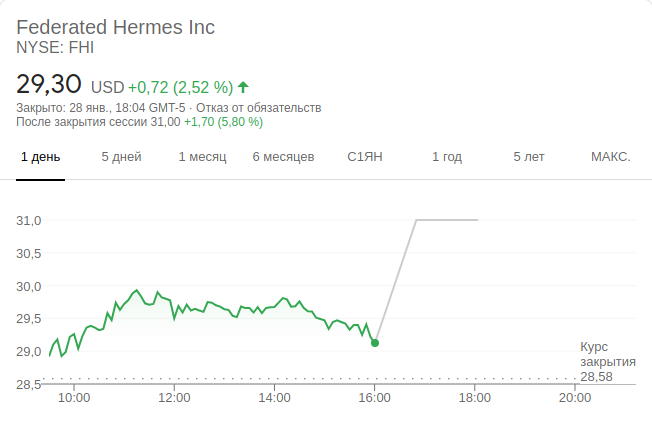 Federated Hermes Inc
NYSE: FHI
29,30 USD +0,72 (2,52 %)
Закрыто: 28 янв., 18:04 GMT-5 · Отказ от обязательств
После закрытия сессии 31,00 +1,70 (5,80 %)
1 день 5 дней 1 месяц 6 месяцев С1ЯН 1 год 5 лет МАКС.
31,0
30,5
30,0
29,5
29,0
28,5
Курс
закрытия
28,58
10:00 12:00 14:00 16:00 18:00 20:00